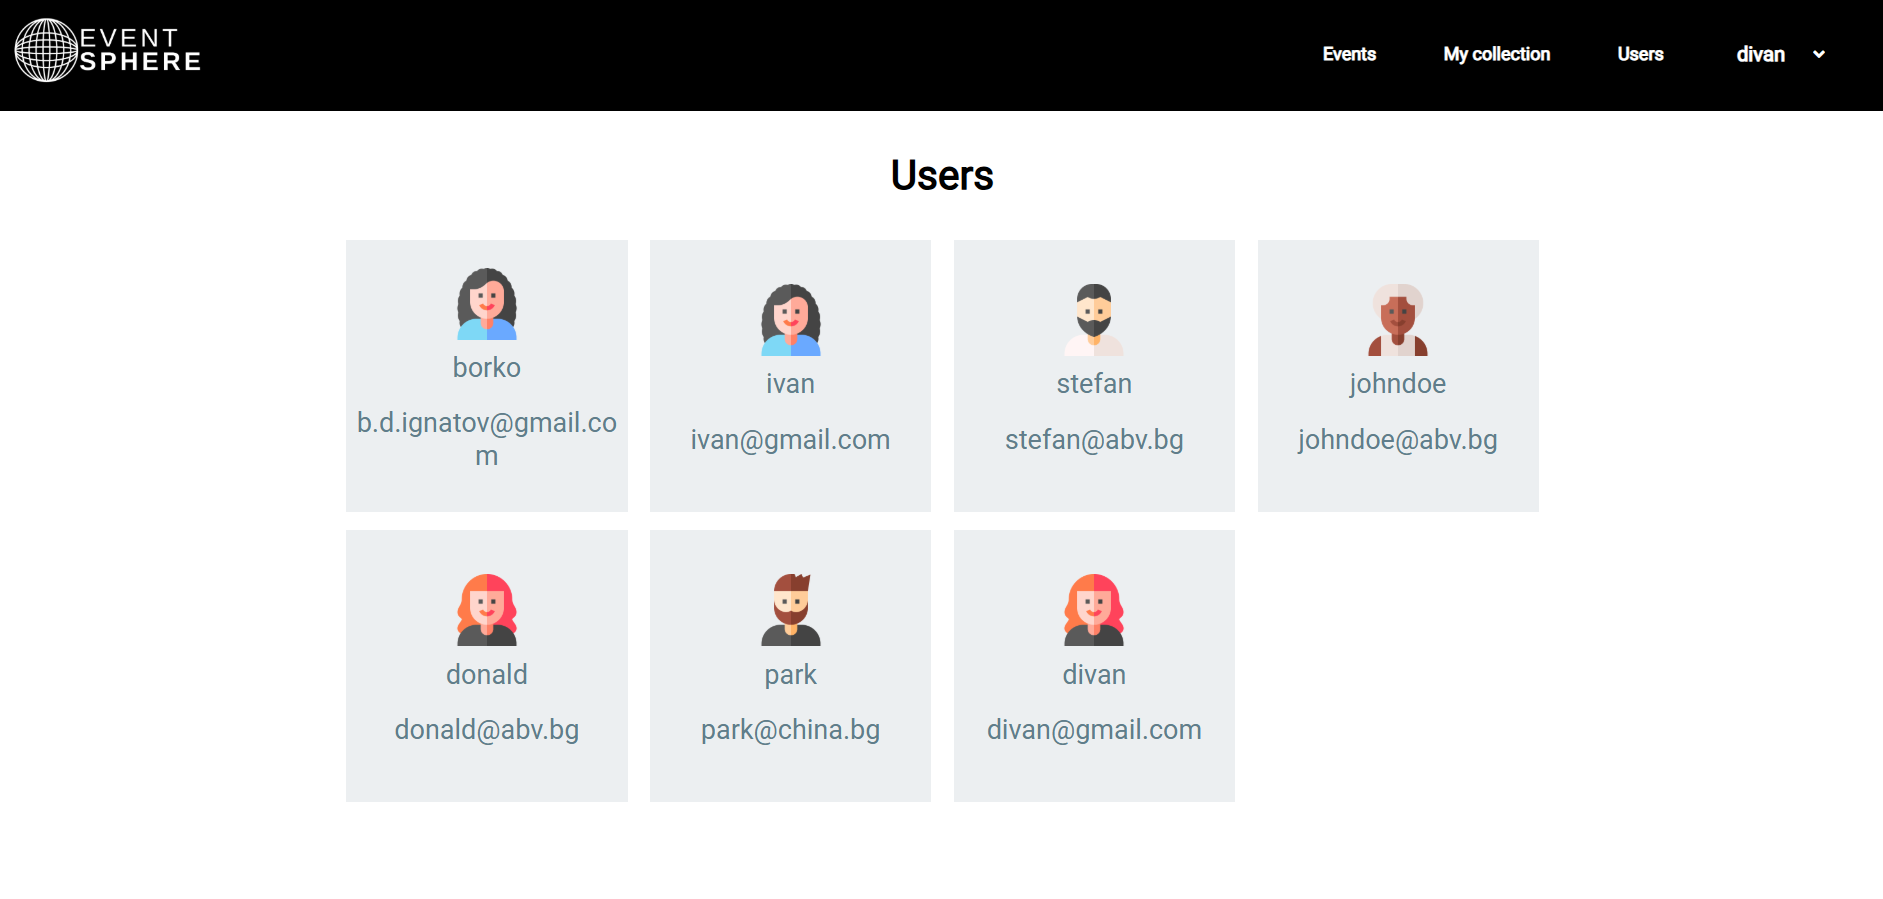 EVENT
SPHERE
Events My collection Users divan
Users
borko
b.d.ignatov@gmail.co
m
ivan
ivan@gmail.com
stefan
stefan@abv.bg
johndoe
johndoe@abv.bg
donald
donald@abv.bg
park
park@china.bg
divan
divan@gmail.com